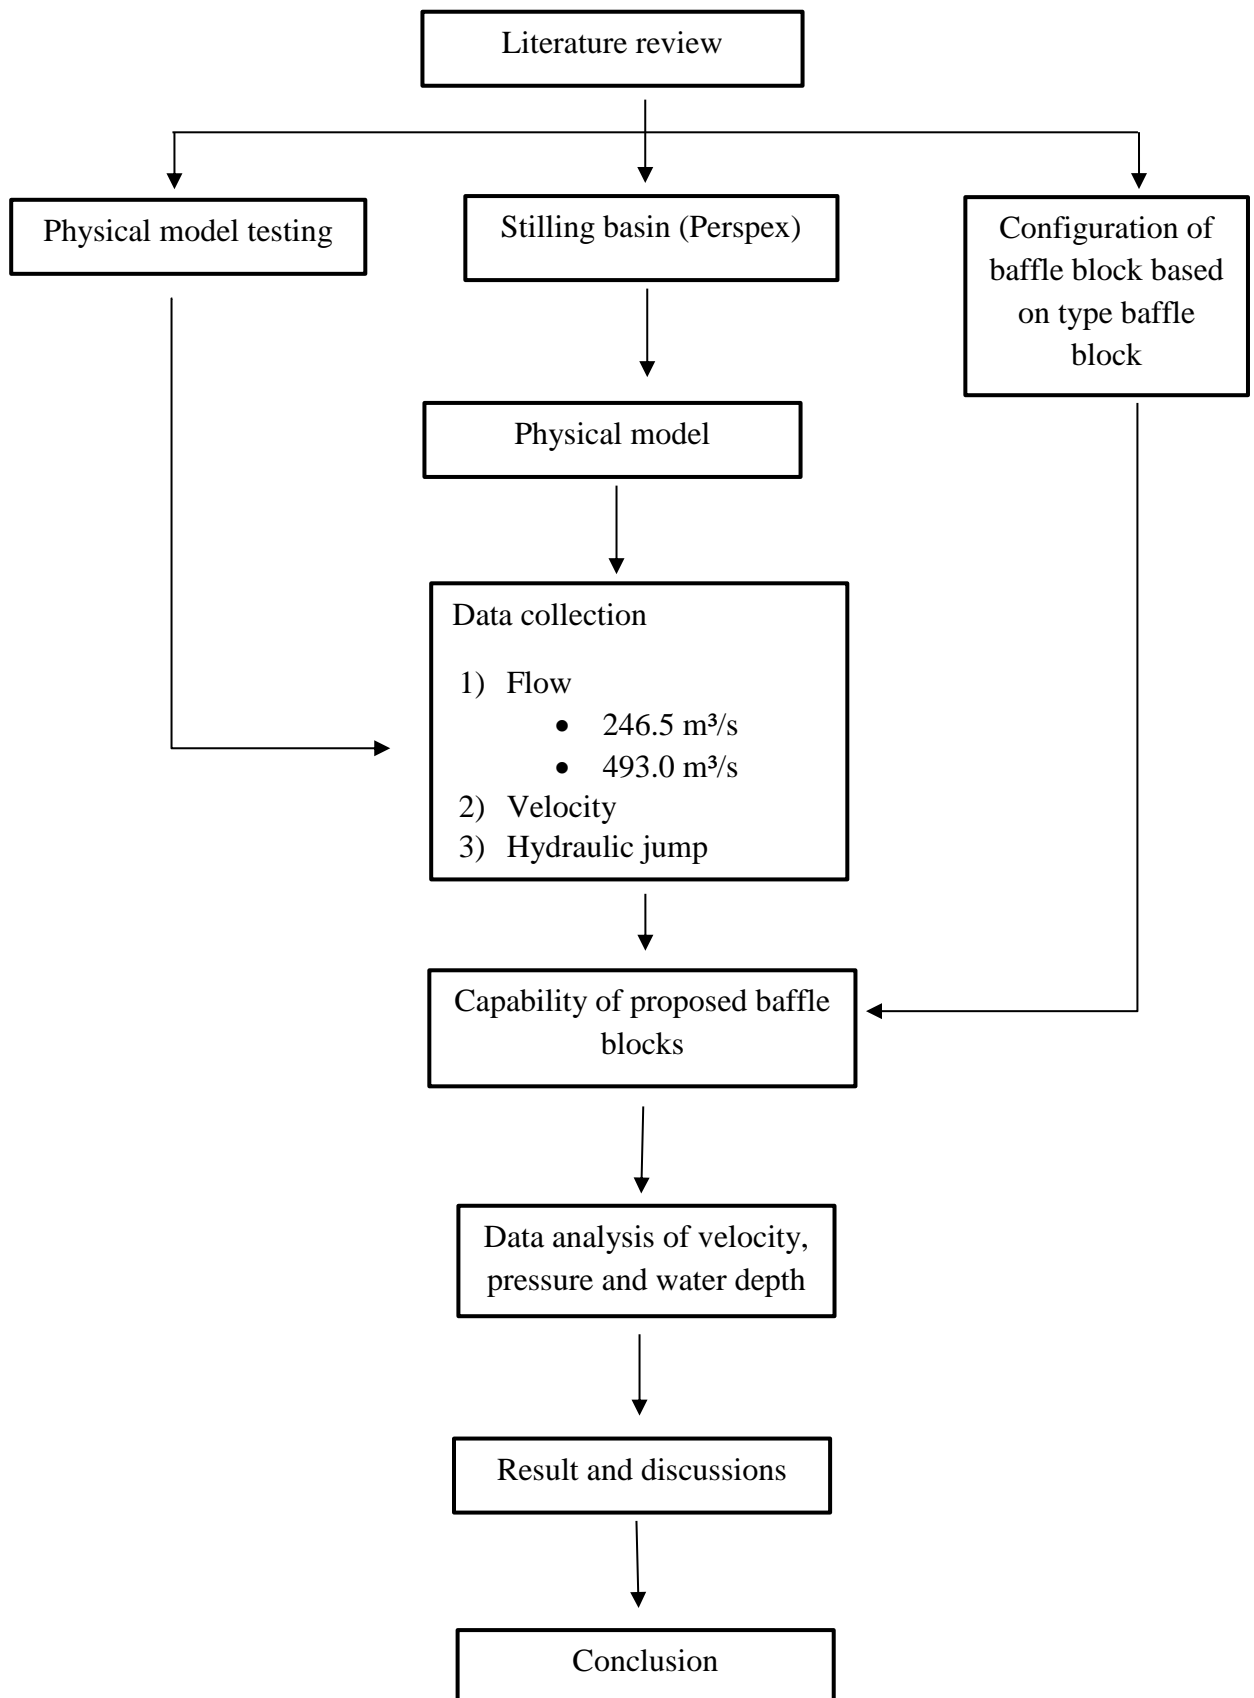 Literature review
Physical model testing
Stilling basin (Perspex)
Configuration of
baffle block based
on type baffle
block
Physical model
Data collection
1) Flow
• 246.5 m³/s
• 493.0 m³/s
2) Velocity
3) Hydraulic jump
Capability of proposed baffle
blocks
Data analysis of velocity,
pressure and water depth
Result and discussions
Conclusion